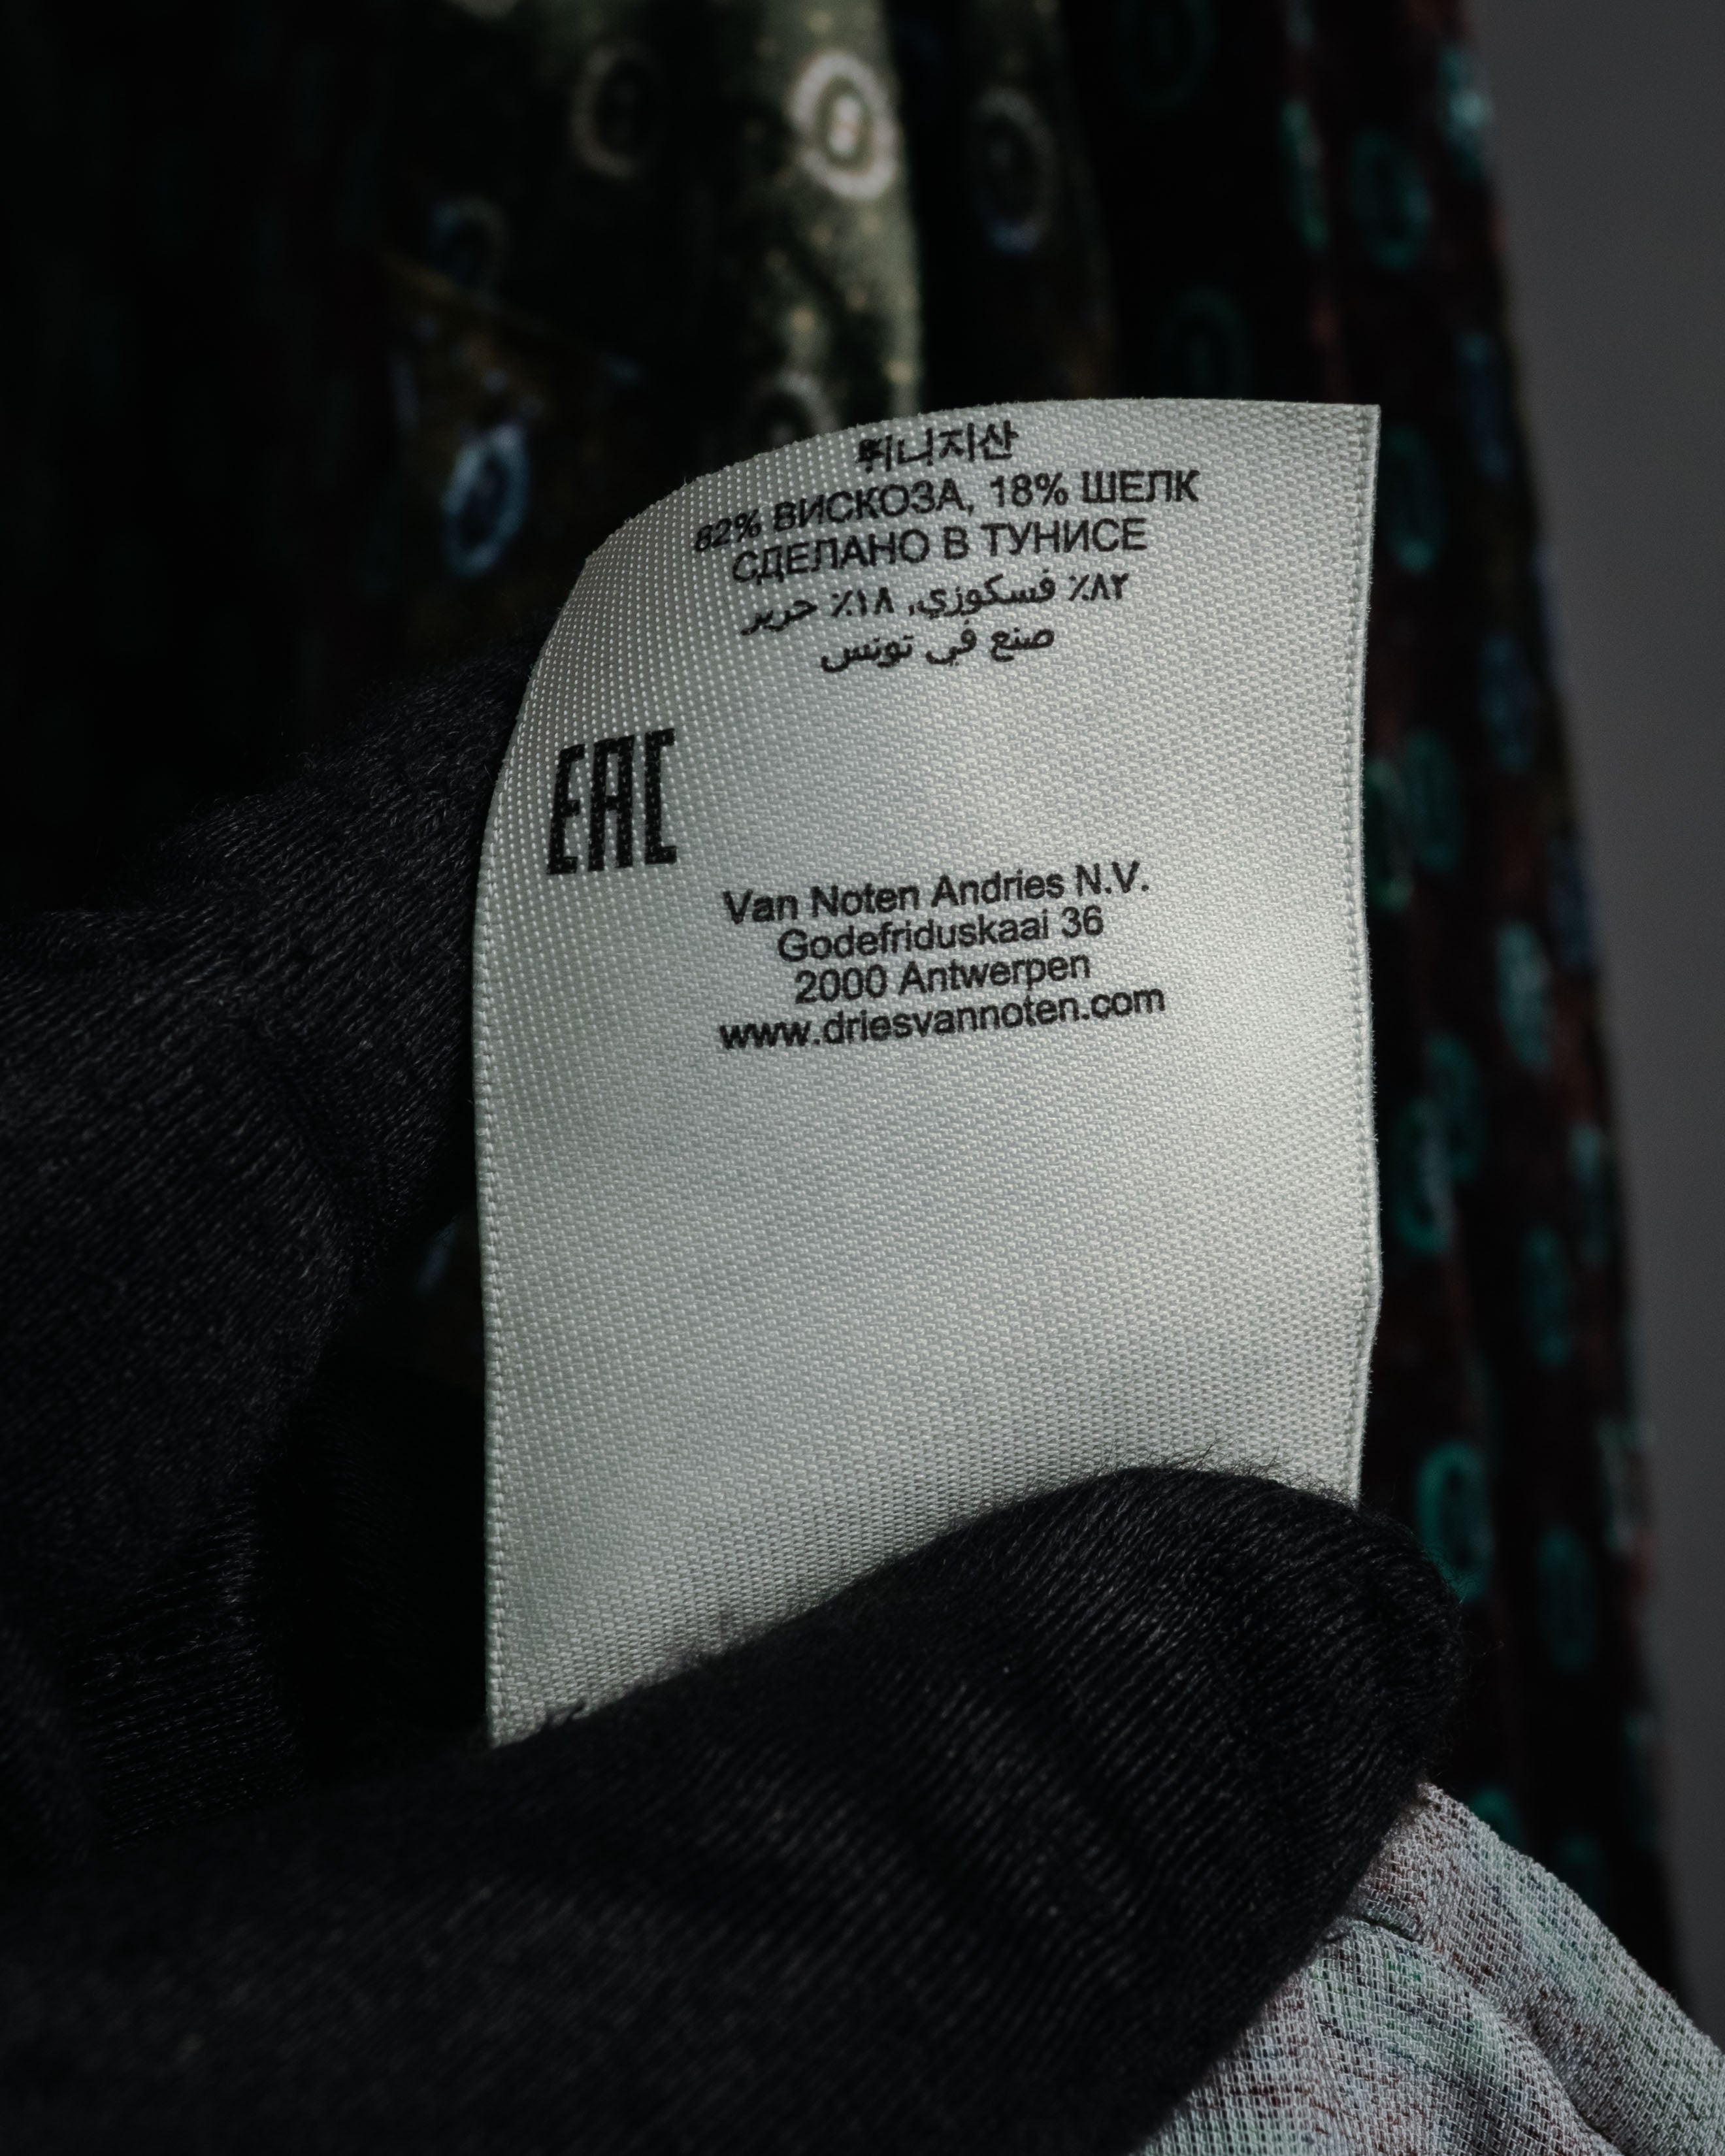 튀니지산
82% ВИСКОЗА, 18% ШЕЛК
СДЕЛАНО В ТУНИСЕ
٨٢٪ فسكوزي, ١٨٪ حرير
صنع في تونس
EAC
Van Noten Andries N.V.
Godefriduskaai 36
2000 Antwerpen
www.driesvannoten.com